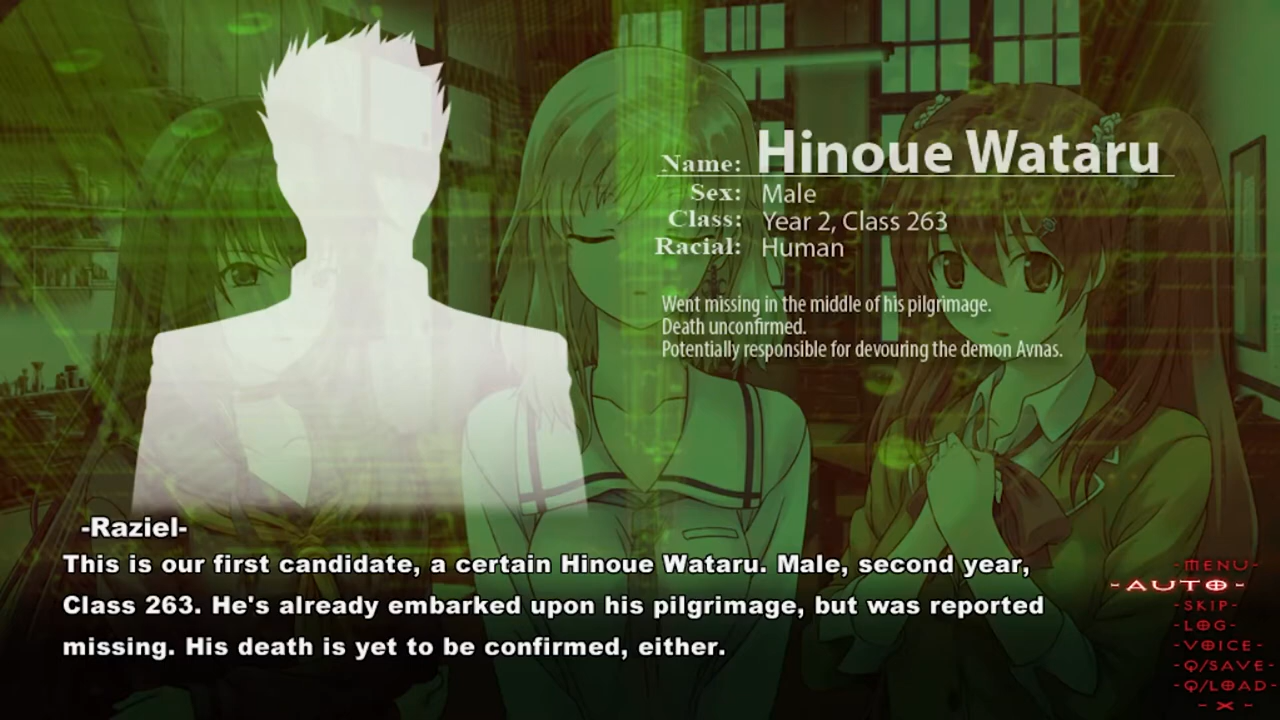 Name: Hinoue Wataru
Sex: Male
Class: Year 2, Class 263
Racial: Human
Went missing in the middle of his pilgrimage.
Death unconfirmed.
Potentially responsible for devouring the demon Avnas.
-Raziel-
This is our first candidate, a certain Hinoue Wataru. Male, second year,
Class 263. He's already embarked upon his pilgrimage, but was reported
missing. His death is yet to be confirmed, either.
-MENU-
-AUTO-
-SKIP-
-LOG-
-VOICE-
-Q/SAVE-
-Q/LOAD-
-X-